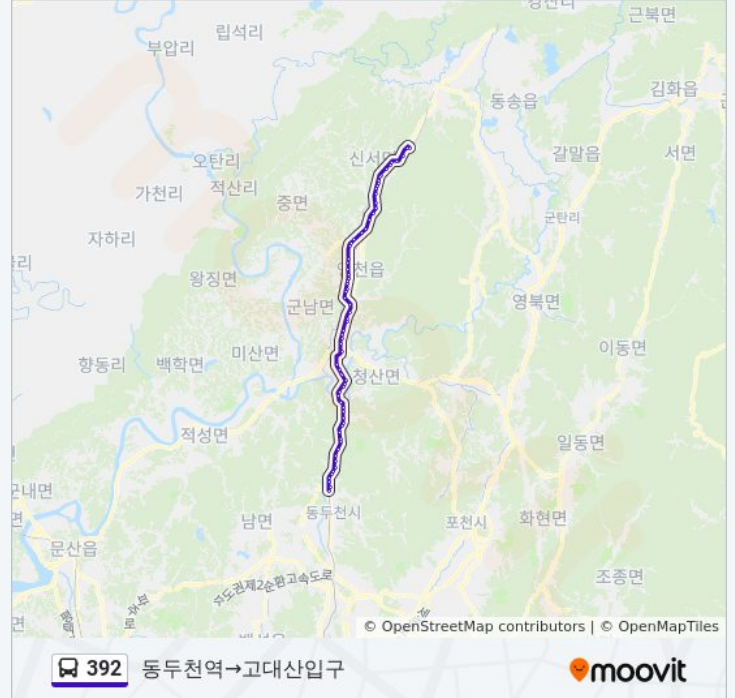 립석리
근북면
부압리
김화읍
동송읍
오탄리
신서면
갈말읍
서면
적산리
가천리
중면
군탄리
자하리
왕징면
연천읍
군남면
영북면
미산면
이동면
향동리
백학면
청산면
적성면
일동면
군내면
동두천시
남면
포천시
화현면
문산읍
수도권제2순환고속도로
조종면
© OpenStreetMap contributors | © OpenMapTiles
392 동두천역→고대산입구
moovit